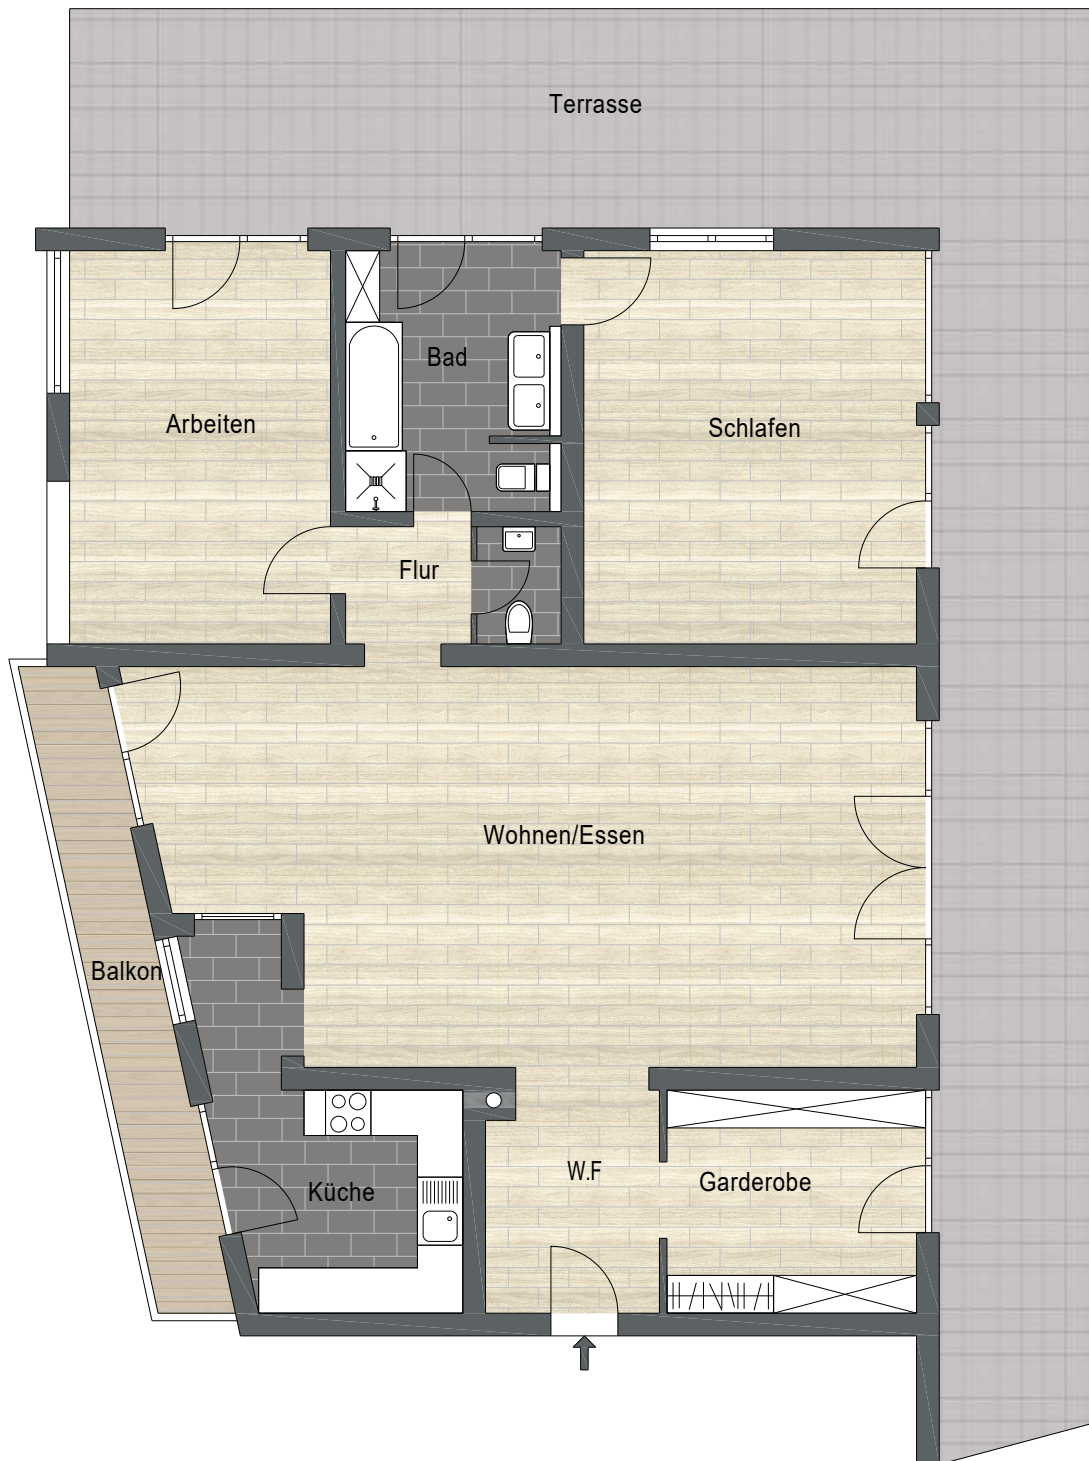 Terrasse
Bad
Arbeiten
Schlafen
Flur
Wohnen/Essen
Balkon
W.F
Garderobe
Küche